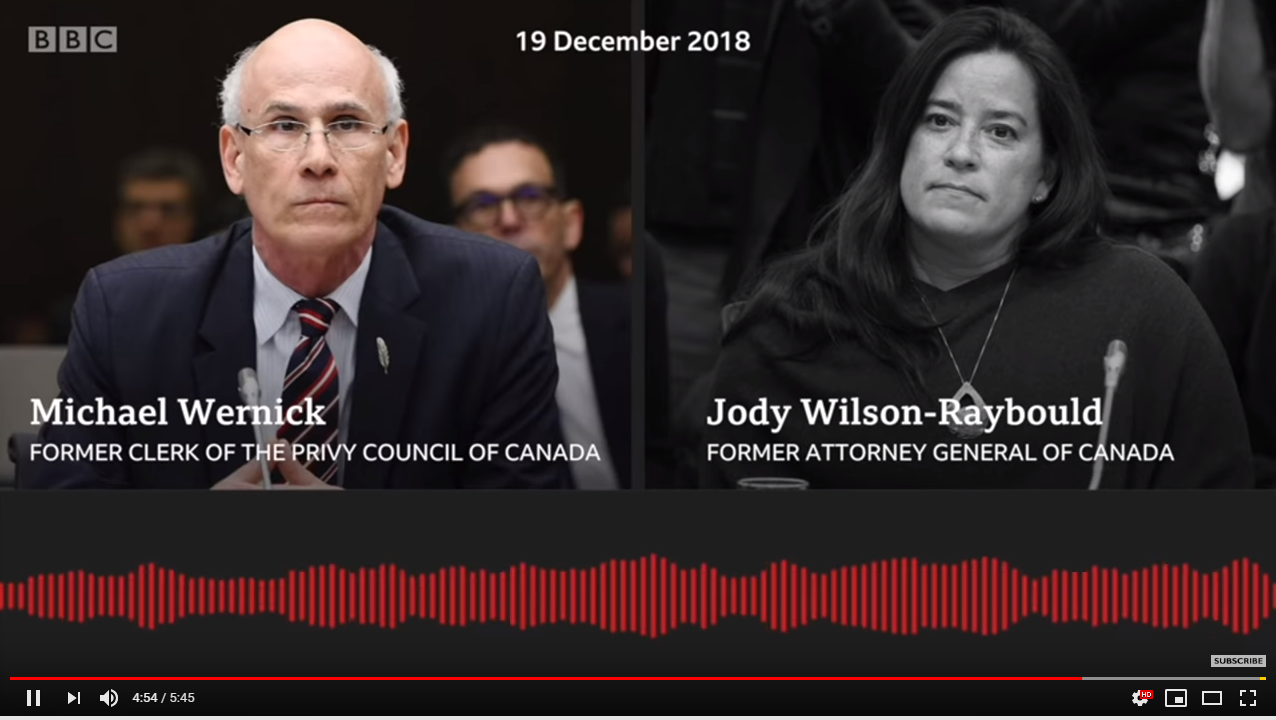 BBC
19 December 2018
Michael Wernick
FORMER CLERK OF THE PRIVY COUNCIL OF CANADA
Jody Wilson-Raybould
FORMER ATTORNEY GENERAL OF CANADA
SUBSCRIBE
4:54 / 5:45
HD